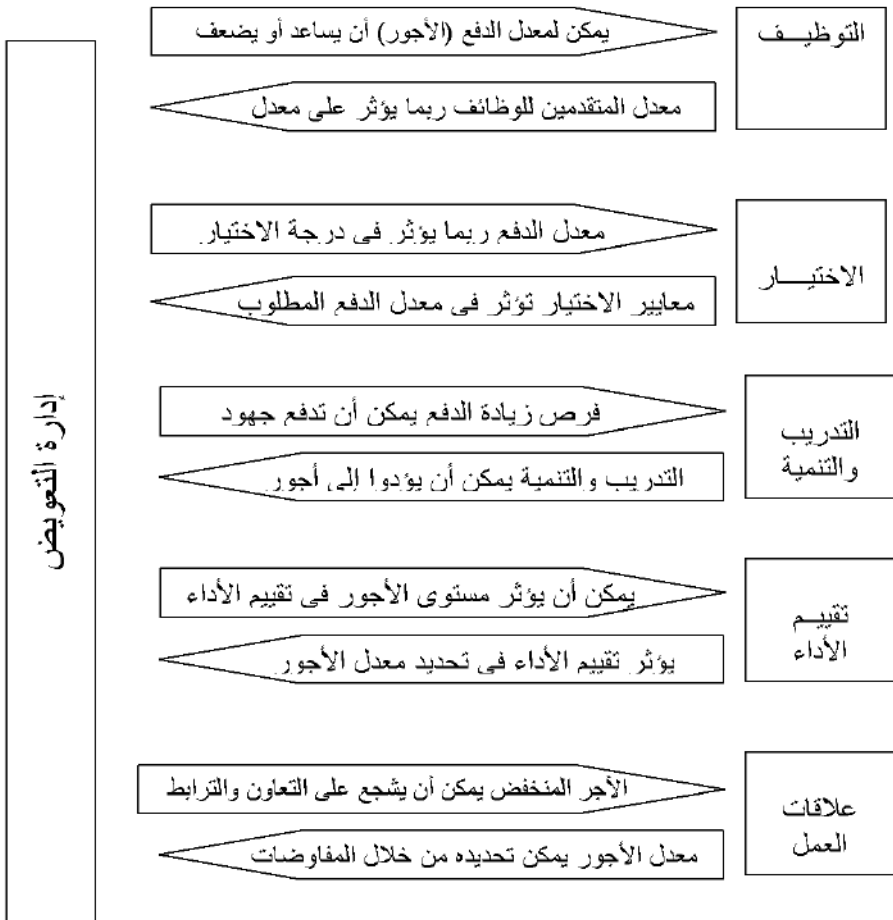 التوظيــف
يمكن لمعدل الدفع (الأجور) أن يساعد أو يضعف
معدل المتقدمين للوظائف ربما يؤثر على معدل
الاختيـــار
معدل الدفع ربما يؤثر فى درجة الاختيار
معايير الاختيار تؤثر فى معدل الدفع المطلوب
إدارة التعويض
التدريب
والتنمية
فرص زيادة الدفع يمكن أن تدفع جهود
التدريب والتنمية يمكن أن يؤدوا إلى أجور
تقييــم
الأداء
يمكن أن يؤثر مستوى الأجور فى تقييم الأداء
يؤثر تقييم الأداء فى تحديد معدل الأجور
علاقات
العمل
الأجر المنخفض يمكن أن يشجع على التعاون والترابط
معدل الأجور يمكن تحديده من خلال المفاوضات